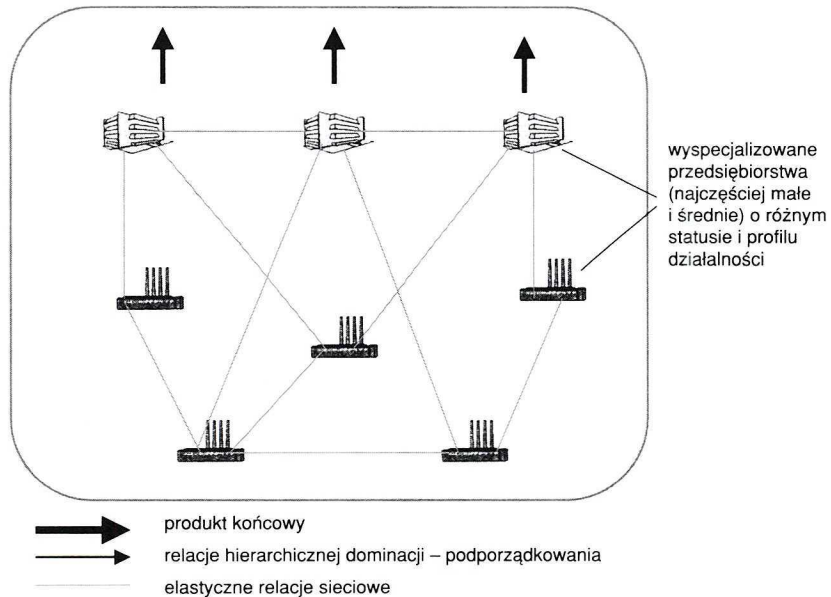 wyspecjalizowane
przedsiębiorstwa
(najczęściej małe
i średnie) o różnym
statusie i profilu
działalności
produkt końcowy
relacje hierarchicznej dominacji – podporządkowania
elastyczne relacje sieciowe